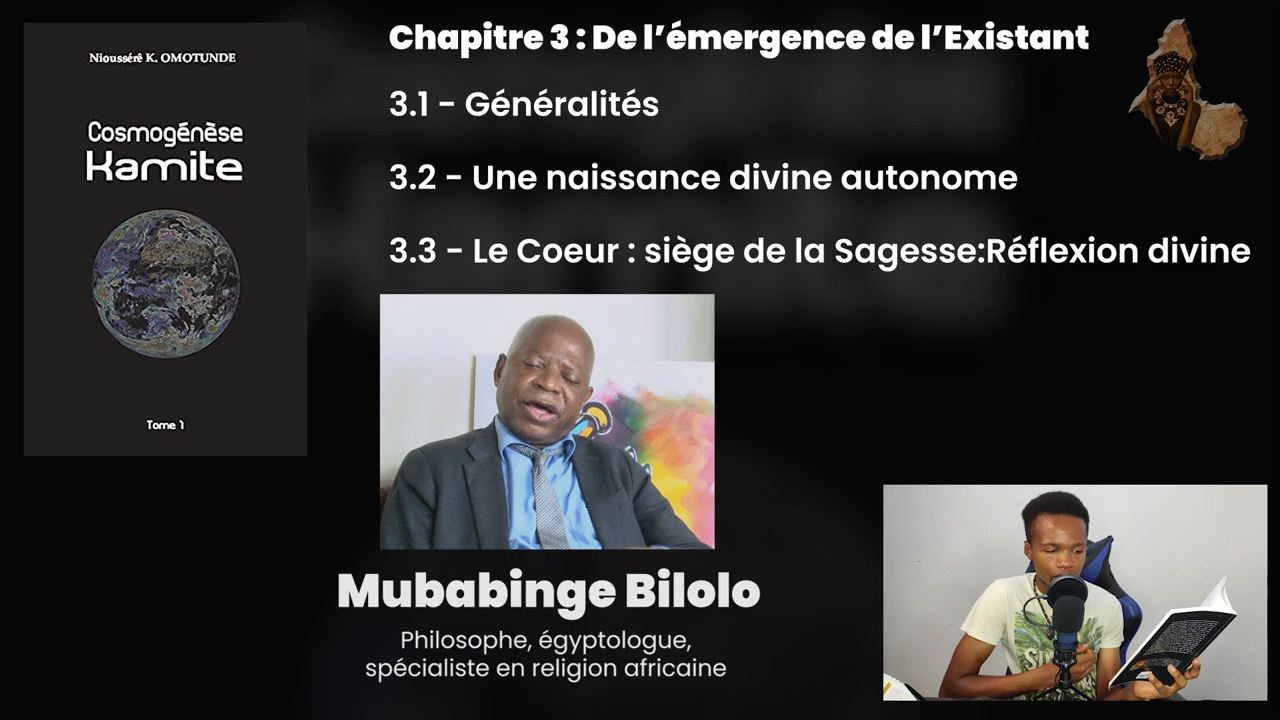 Nioussérê K. OMOTUNDE
Cosmogénèse
Kamite
Tome 1
Chapitre 3 : De l’émergence de l’Existant
3.1 - Généralités
3.2 - Une naissance divine autonome
3.3 - Le Coeur : siège de la Sagesse:Réflexion divine
Mubabinge Bilolo
Philosophe, égyptologue,
spécialiste en religion africaine